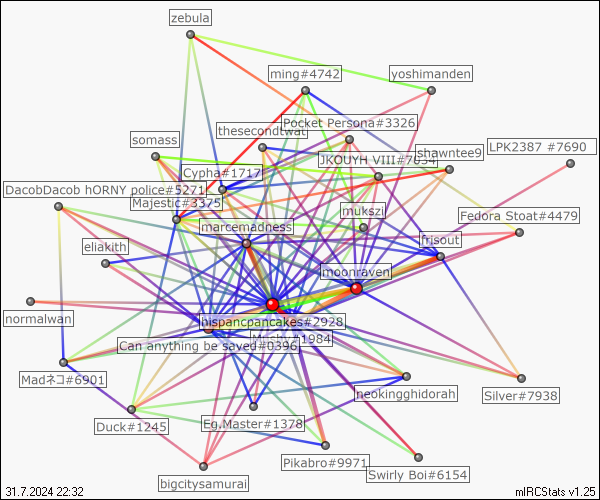 zebula
ming#4742
yoshimanden
Pocket Persona#3326
thesecondtwat
somass
shawntee9
LPK2387 #7690
JKOUYH VIII#7034
Cypha#1717
DacobDacob hORNY police#5271
Majestic#3375
mukszi
Fedora Stoat#4479
marcemadness
frisout
eliakith
moonraven
normalwan
hispancpancakes#2928
#1984
Can anything be saved#0396
Madネコ#6901
neokingghidorah
Silver#7938
Duck#1245
Eg.Master#1378
Pikabro#9971
Swirly Boi#6154
bigcitysamurai
31.7.2024 22:32
mIRCStats v1.25